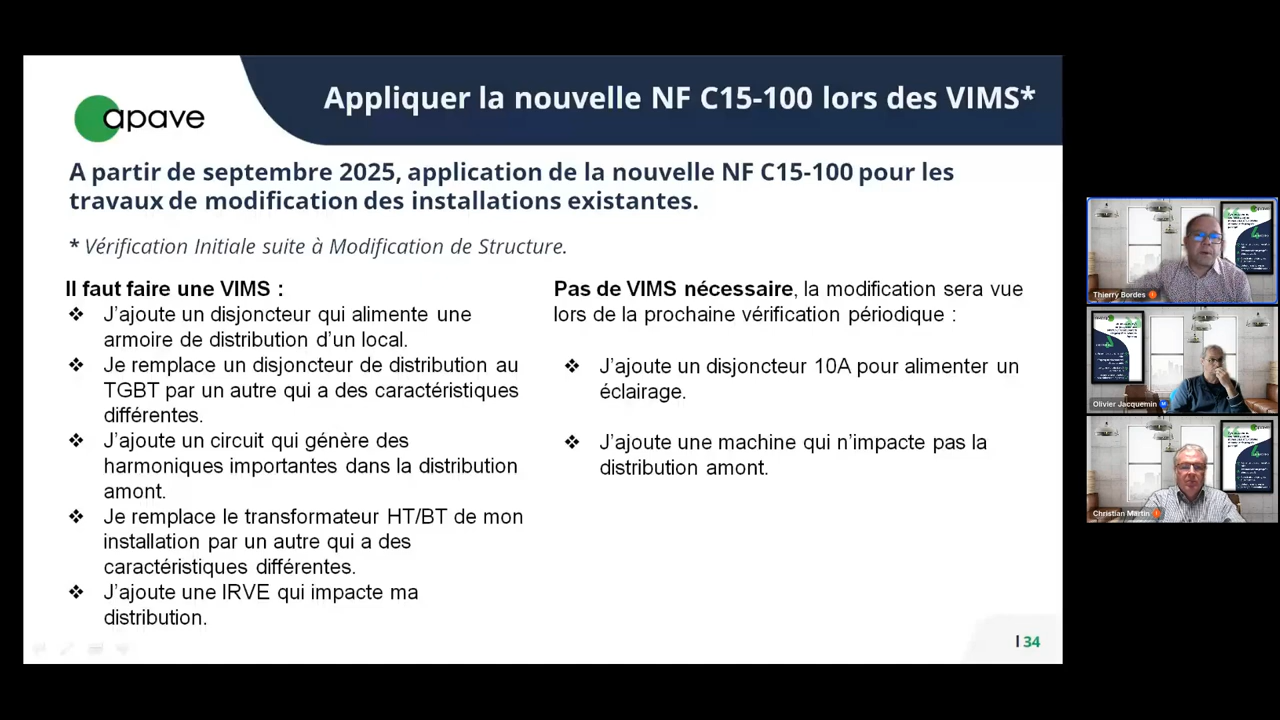 apave
Appliquer la nouvelle NF C15-100 lors des VIMS*
A partir de septembre 2025, application de la nouvelle NF C15-100 pour les
travaux de modification des installations existantes.
* Vérification Initiale suite à Modification de Structure.
Il faut faire une VIMS :
❖ J’ajoute un disjoncteur qui alimente une
armoire de distribution d’un local.
❖ Je remplace un disjoncteur de distribution au
TGBT par un autre qui a des caractéristiques
différentes.
❖ J’ajoute un circuit qui génère des
harmoniques importantes dans la distribution
amont.
❖ Je remplace le transformateur HT/BT de mon
installation par un autre qui a des
caractéristiques différentes.
❖ J’ajoute une IRVE qui impacte ma
distribution.
Pas de VIMS nécessaire, la modification sera vue
lors de la prochaine vérification périodique :
❖ J’ajoute un disjoncteur 10A pour alimenter un
éclairage.
❖ J’ajoute une machine qui n’impacte pas la
distribution amont.
34
Thierry Bordes
Olivier Jacquemin
Christian Martin